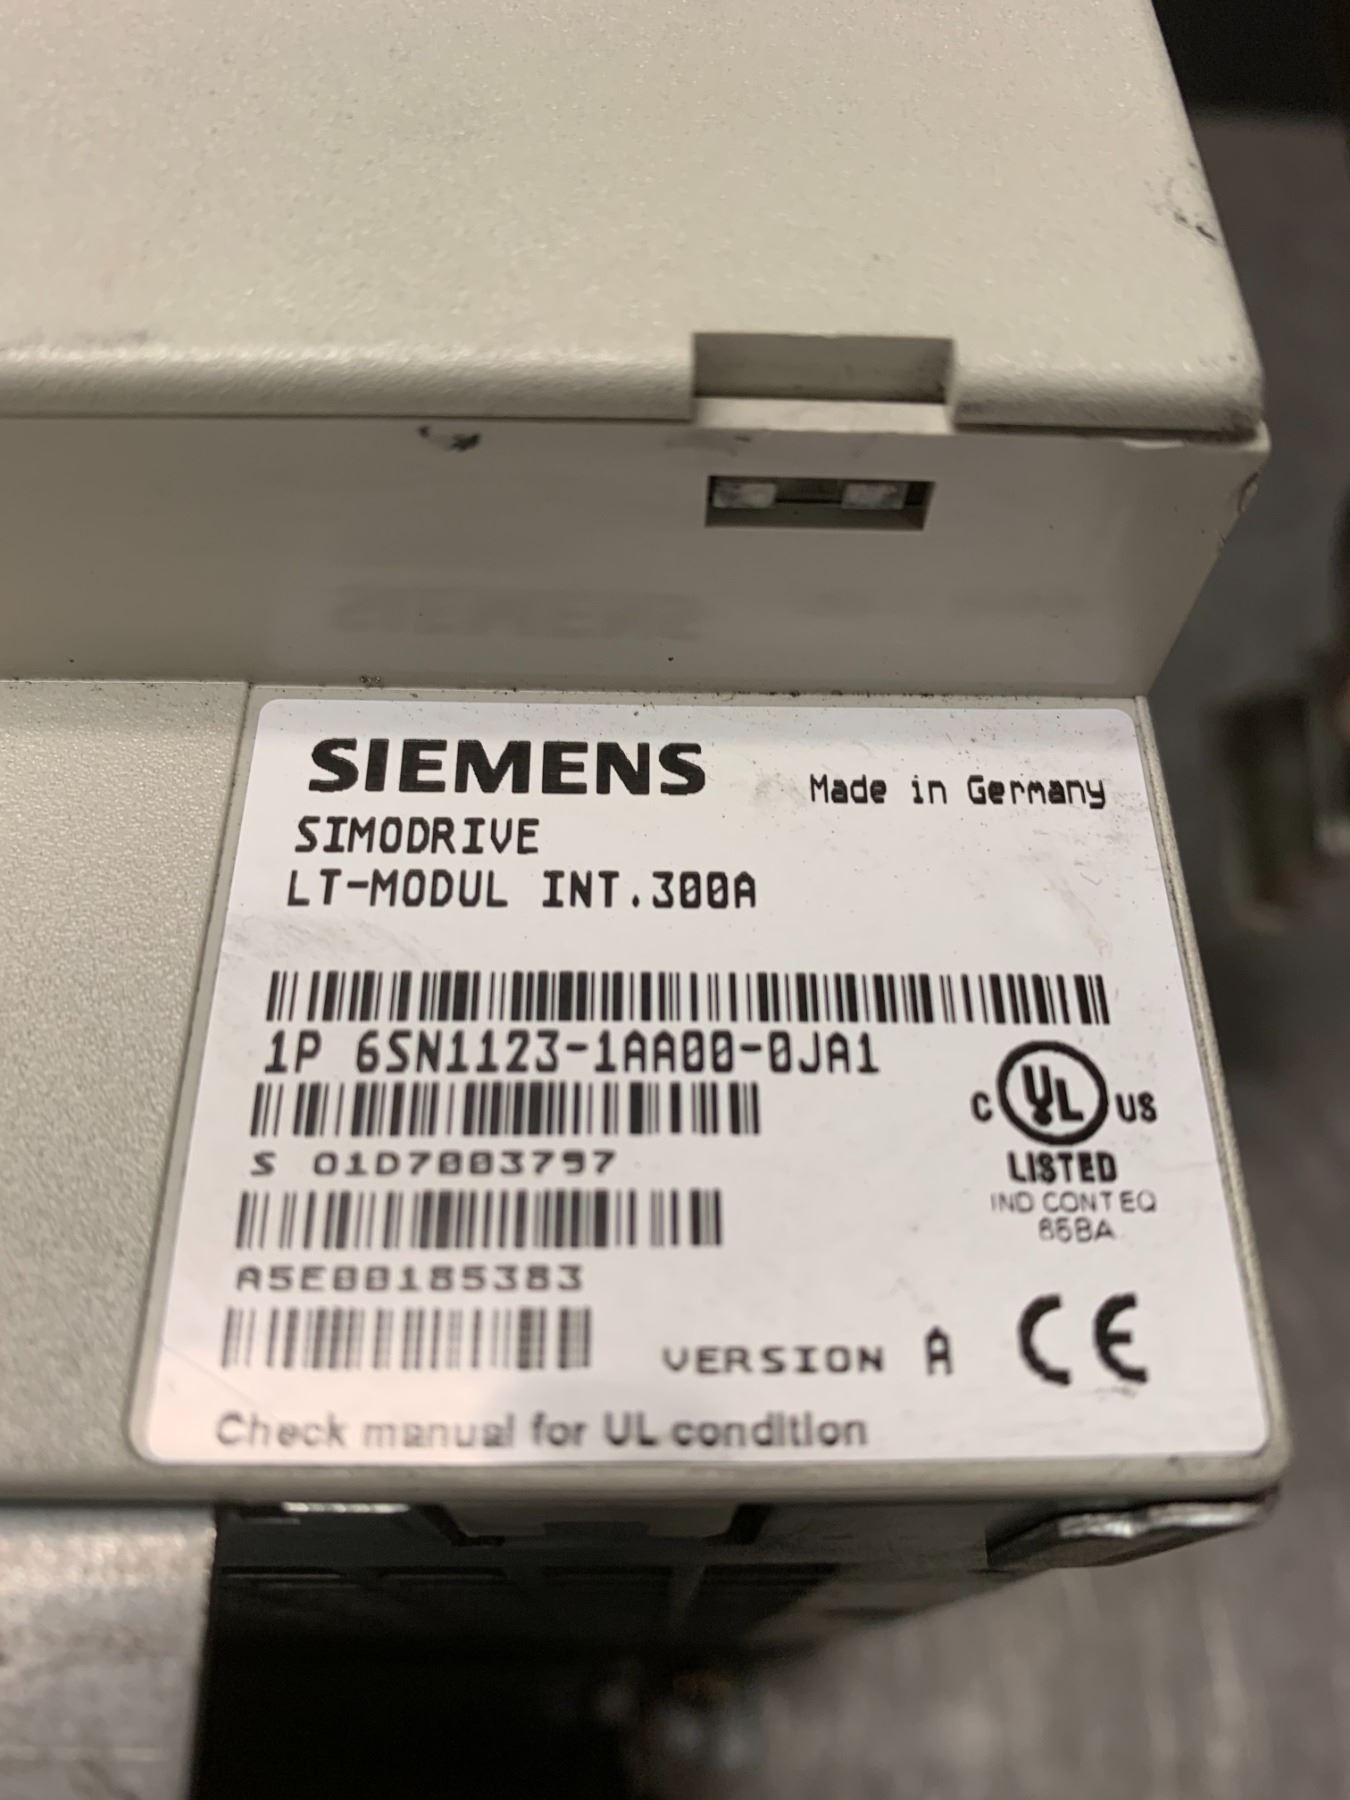 SIEMENS
Made in Germany
SIMODRIVE
LT-MODUL INT.300A
1P 6SN1123-1AA00-0JA1
C UL US
LISTED
IND CONT EQ
S 01D7003797
A5E00185383
VERSION A CE
Check manual for UL condition